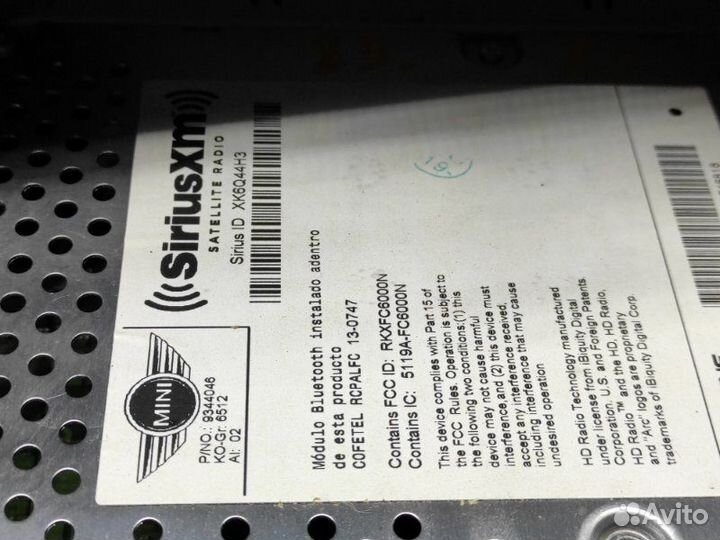 MINI
P/NO.: 9344046
KO-GI: 6512
AI: 02
SiriusXm
SATELLITE RADIO
Sirius ID XK6Q44H3
Módulo Bluetooth instalado adentro
de esta producto
COFETEL RCPALFC 13-0747
Contains FCC ID: RKXFC6000N
Contains IC: 5119A-FC6000N
This device complies with Part 15 of
the FCC Rules. Operation is subject to
the following two conditions:(1) this
device may not cause harmful
interference,and (2) this device must
accept any interference received,
including interference that may cause
undesired operation
HD Radio Technology manufactured
under license from iBiquity Digital
Corporation, U.S. and Foreign Patents.
HD Radio™ and the HD, HD Radio,
and "Arc" logos are proprietary
trademarks of iBiquity Digital Corp.
Avito